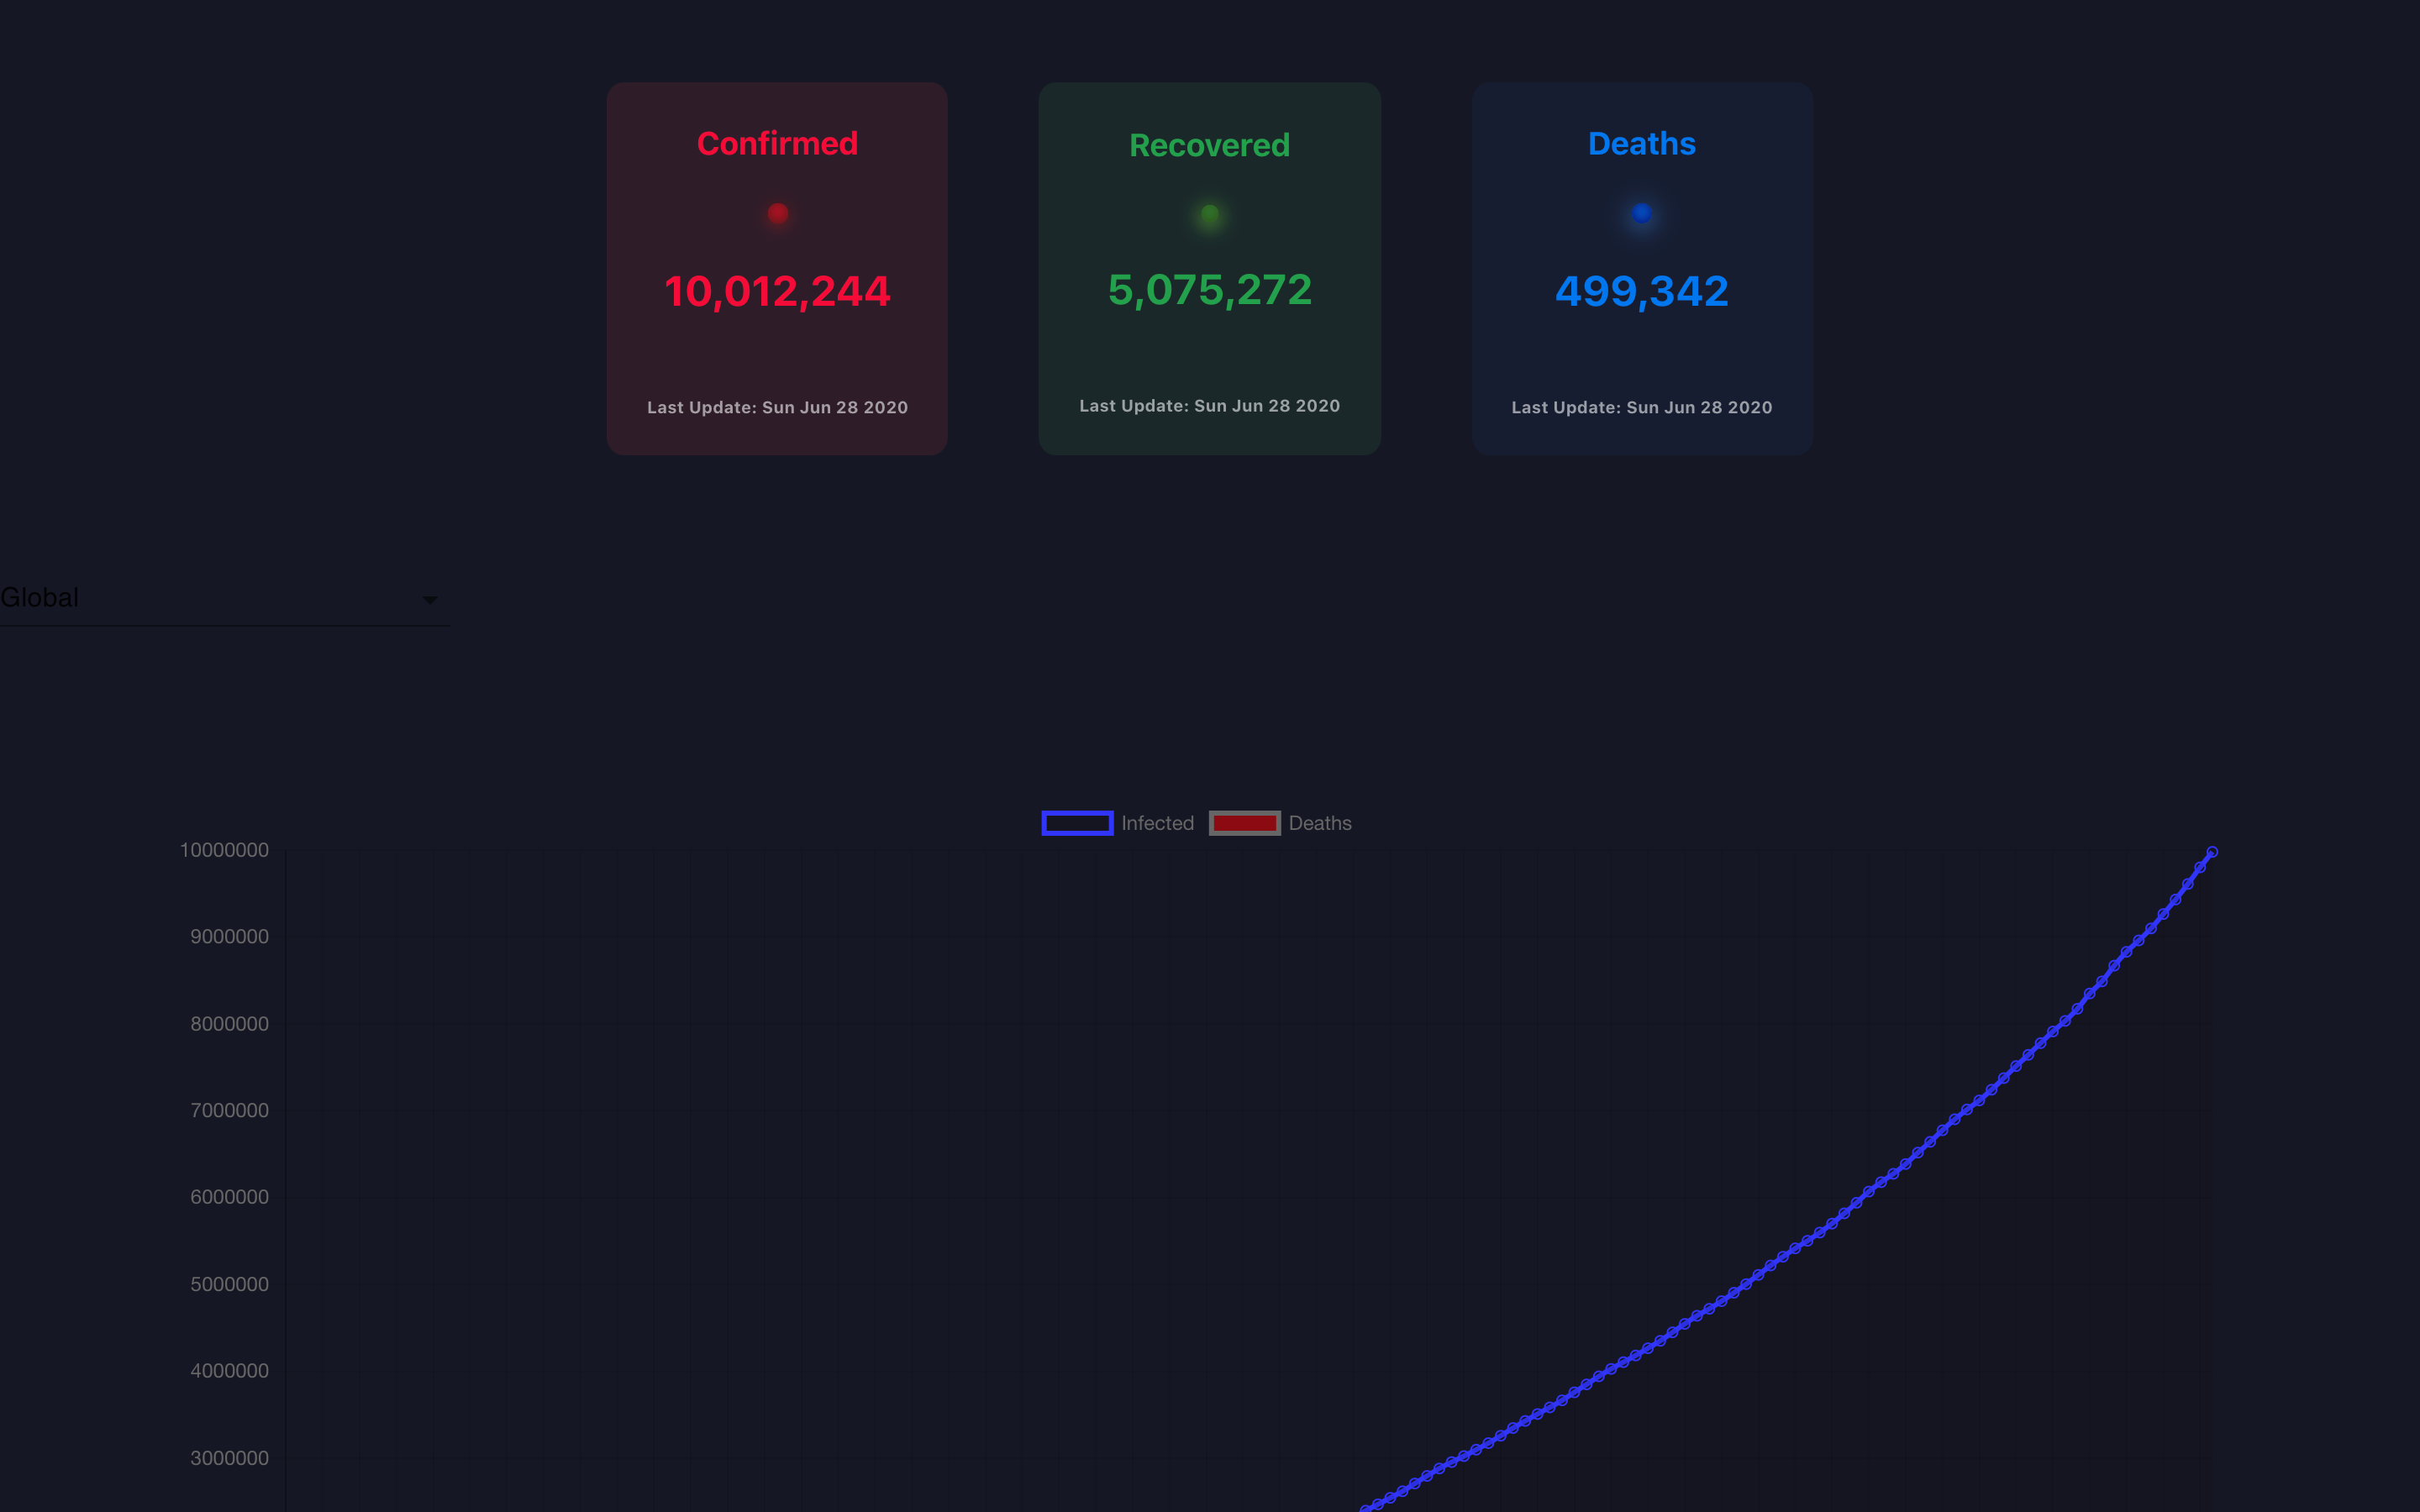 Confirmed
10,012,244
Last Update: Sun Jun 28 2020
Recovered
5,075,272
Last Update: Sun Jun 28 2020
Deaths
499,342
Last Update: Sun Jun 28 2020
Global
Infected Deaths
10000000
9000000
8000000
7000000
6000000
5000000
4000000
3000000